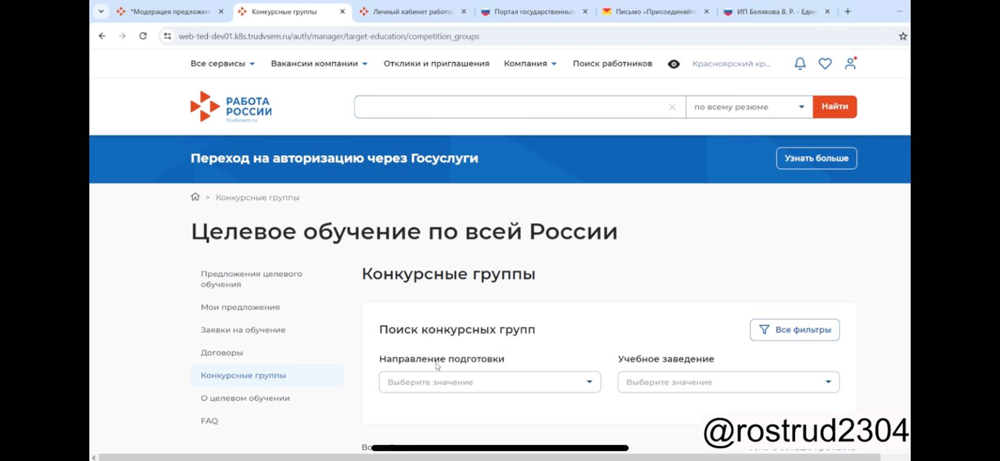 *Модерация предложен
Конкурсные группы
Личный кабинет работо
Портал государственных
Письмо «Присоединяйте
ИП Белякова В. Р. - Един
web-ted-dev01.k8s.trudvsem.ru/auth/manager/target-education/competition_groups
Все сервисы
Вакансии компании
Отклики и приглашения
Компания
Поиск работников
Красноярский кр...
РАБОТА
РОССИИ
trudvsem.ru
по всему резюме
Найти
Переход на авторизацию через Госуслуги
Узнать больше
> Конкурсные группы
Целевое обучение по всей России
Предложения целевого
обучения
Мои предложения
Заявки на обучение
Договоры
Конкурсные группы
О целевом обучении
FAQ
Конкурсные группы
Поиск конкурсных групп
Все фильтры
Направление подготовки
Учебное заведение
Выберите значение
Выберите значение
@rostrud2304